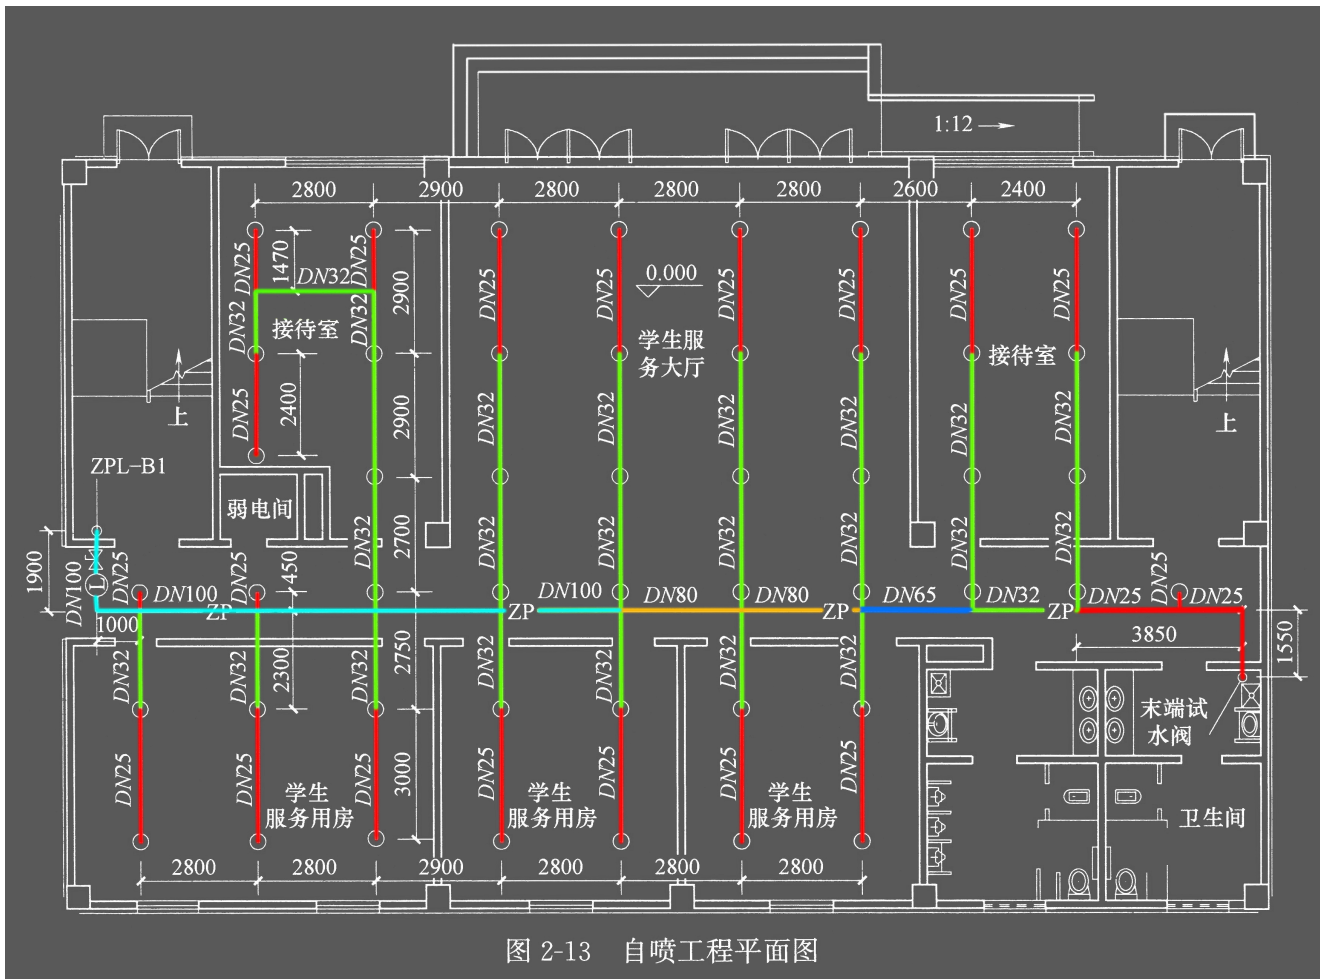 1:12
2800 2900 2800 2800 2800 2600 2400
DN25 1470 DN25 DN25 DN25 DN25 DN25 DN25 DN25
DN32
2900
0.000
DN32 DN32
接待室
学生服
务大厅
接待室
DN25 2400
2900
DN32 DN32 DN32 DN32 DN32 DN32
上
上
ZPL-B1
弱电间
DN32 2700 DN32 DN32 DN32 DN32 DN32 DN32
1900 DN100 DN25 DN25 450 DN25
L
DN100 ZP ZP DN100 DN80 DN80 ZP DN65 DN32 ZP DN25
1000
3850
1550
DN32 DN32 2300 DN32 2750 DN32 DN32 DN32 DN32
末端试
水阀
DN25 DN25 DN25 3000 DN25 DN25 DN25 DN25
学生
服务用房
学生
服务用房
学生
服务用房
卫生间
2800 2800 2900 2800 2900 2800
图 2-13 自喷工程平面图